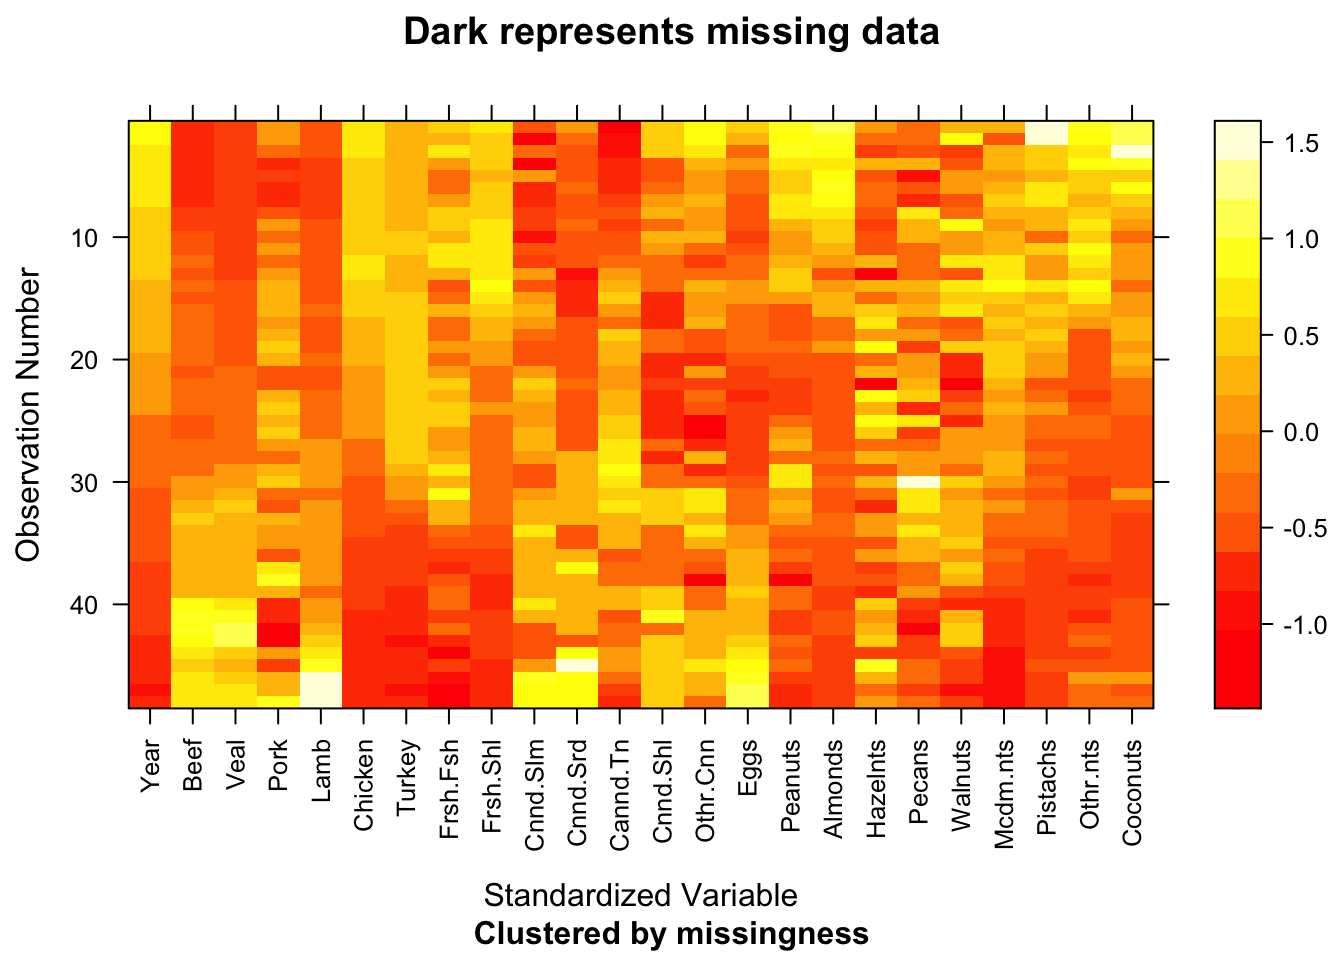 Dark represents missing data
Observation Number
10
20
30
40
1.5
1.0
0.5
0.0
-0.5
-1.0
Year
Beef
Veal
Pork
Lamb
Chicken
Turkey
Frsh.Fsh
Frsh.Shl
Cnnd.Slm
Cnnd.Srd
Cannd.Tn
Cnnd.Shl
Othr.Cnn
Eggs
Peanuts
Almonds
Hazelnts
Pecans
Walnuts
Mcdm.nts
Pistachs
Othr.nts
Coconuts
Standardized Variable
Clustered by missingness